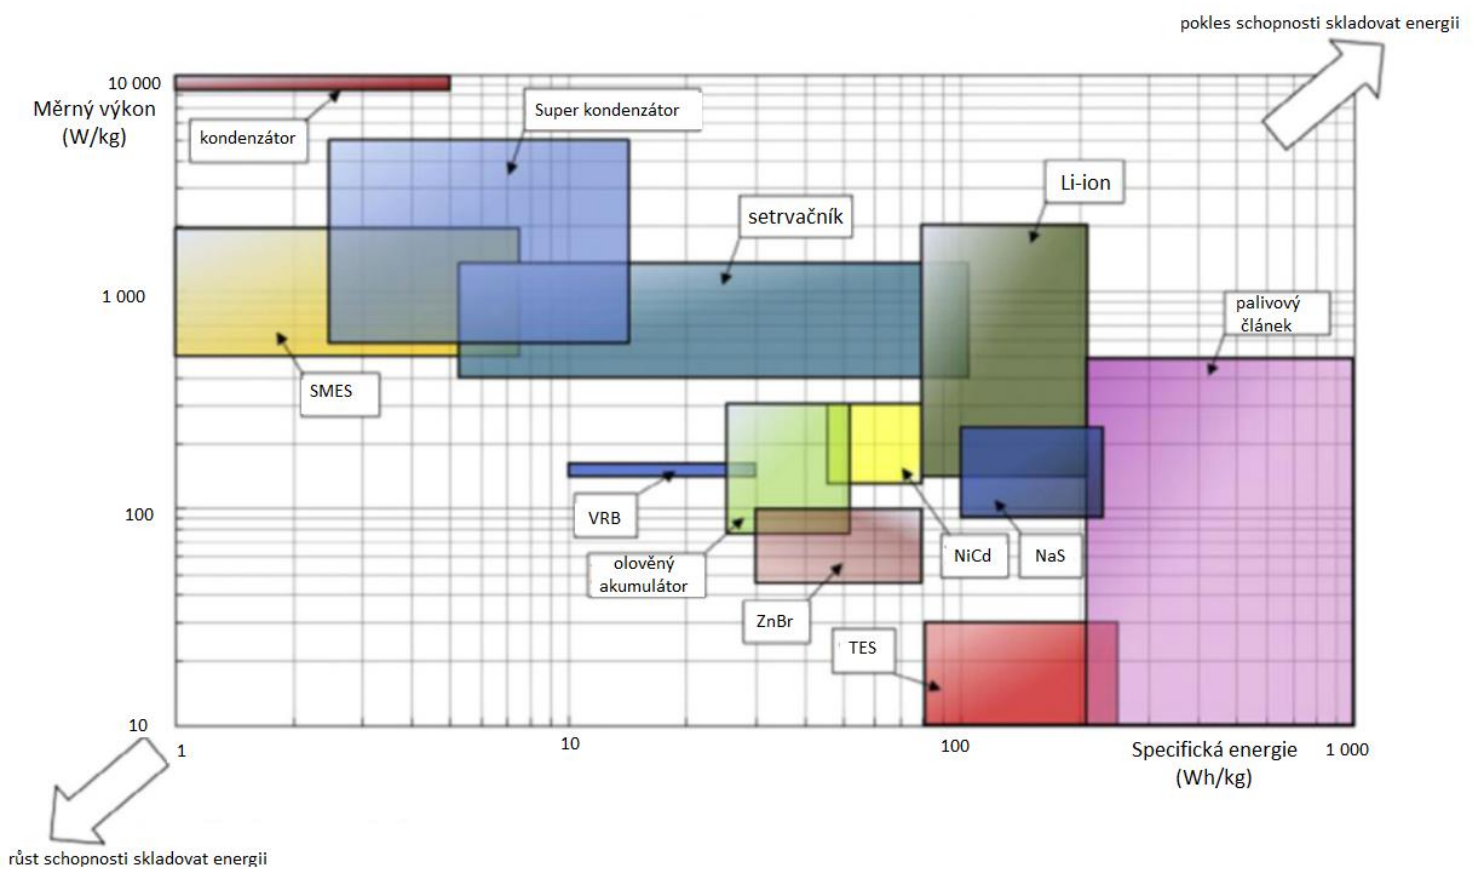 pokles schopnosti skladovat energii
10 000
Měrný výkon
(W/kg)
Super kondenzátor
kondenzátor
Li-ion
setrvačník
1 000
palivový
článek
SMES
100
VRB
olověný
akumulátor
NiCd
NaS
ZnBr
TES
10
1
10
100
Specifická energie
(Wh/kg)
1 000
růst schopnosti skladovat energii